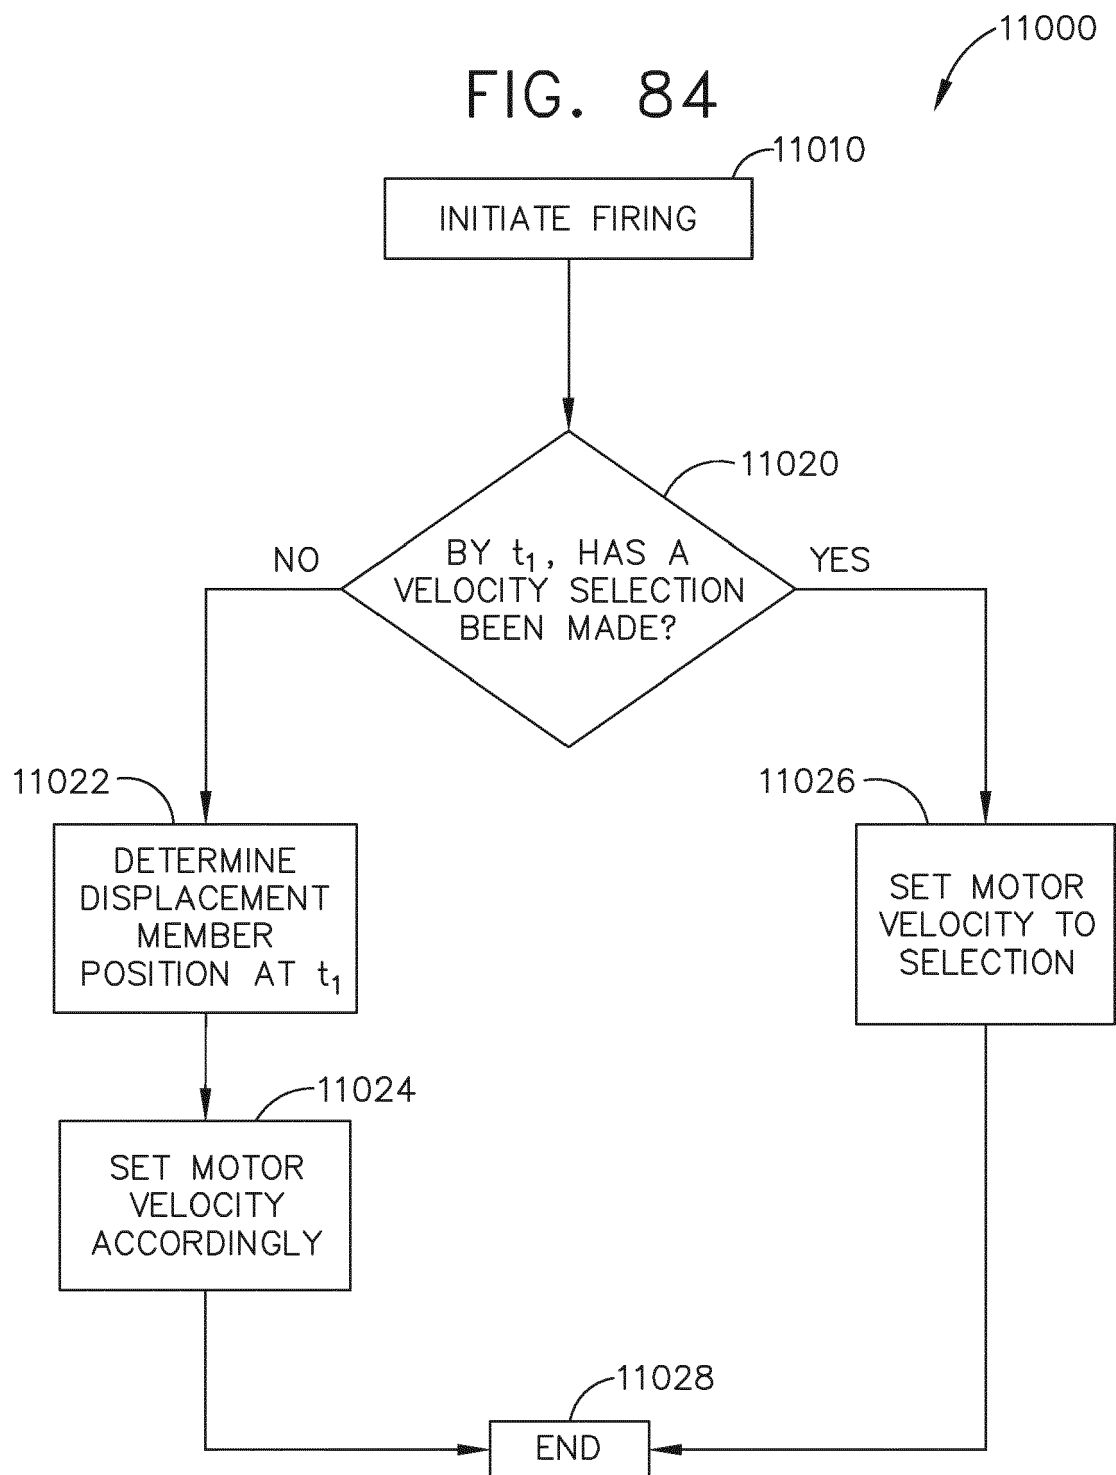 11000
FIG. 84
11010
INITIATE FIRING
11020
NO
BY t₁, HAS A
VELOCITY SELECTION
BEEN MADE?
YES
11022
DETERMINE
DISPLACEMENT
MEMBER
POSITION AT t₁
11026
SET MOTOR
VELOCITY TO
SELECTION
11024
SET MOTOR
VELOCITY
ACCORDINGLY
11028
END